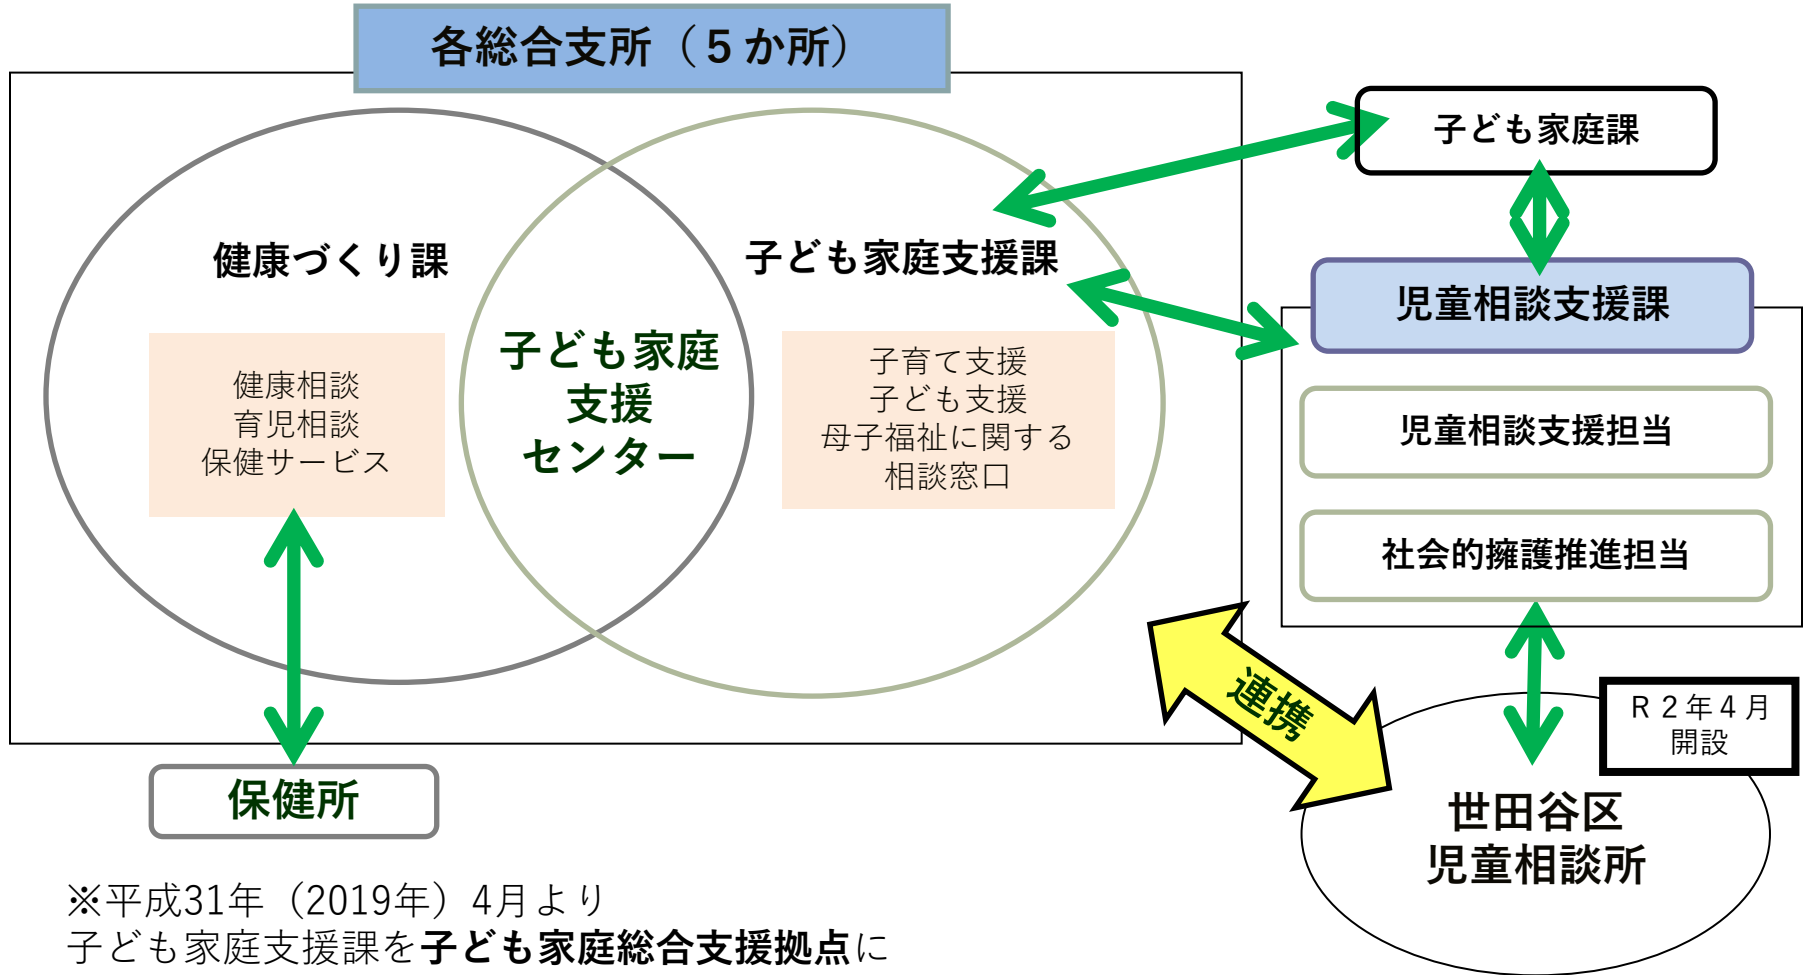 各総合支所（５か所）
健康づくり課
健康相談
育児相談
保健サービス
子ども家庭
支援
センター
子ども家庭支援課
子育て支援
子ども支援
母子福祉に関する
相談窓口
子ども家庭課
児童相談支援課
児童相談支援担当
社会的擁護推進担当
連携
Ｒ２年４月
開設
世田谷区
児童相談所
保健所
※平成31年（2019年）4月より
子ども家庭支援課を子ども家庭総合支援拠点に